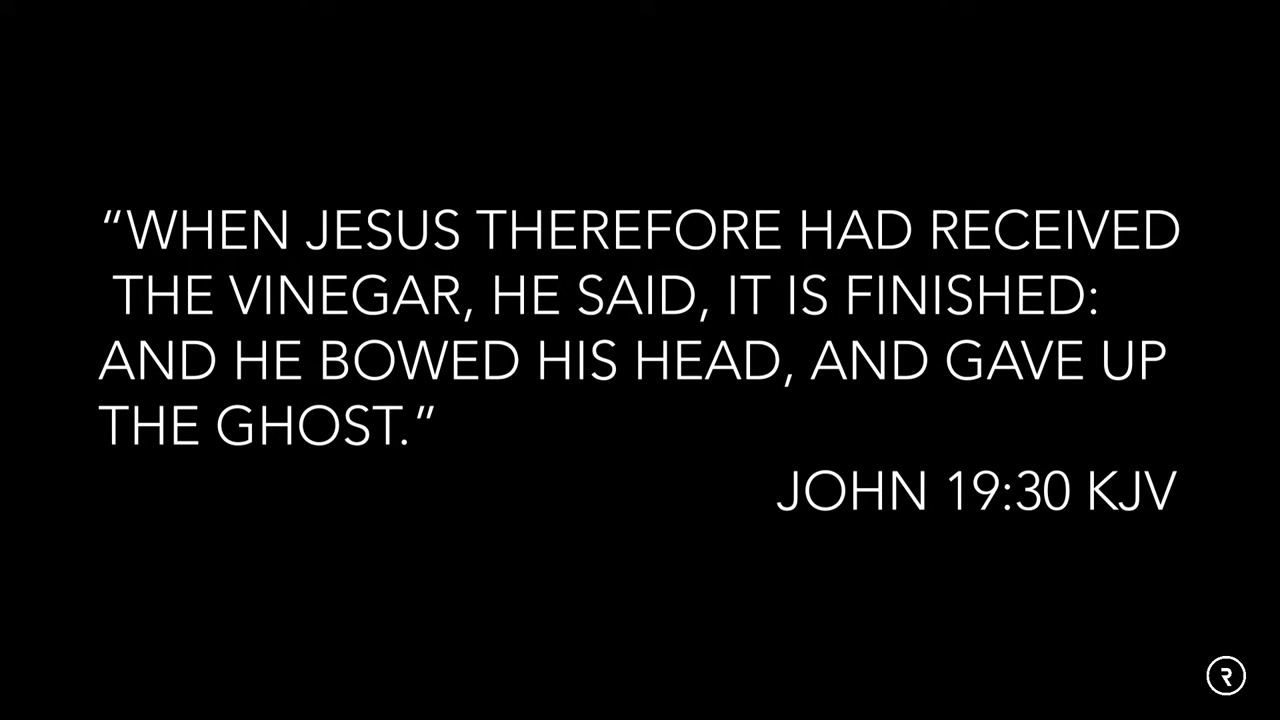 “WHEN JESUS THEREFORE HAD RECEIVED
THE VINEGAR, HE SAID, IT IS FINISHED:
AND HE BOWED HIS HEAD, AND GAVE UP
THE GHOST.”
JOHN 19:30 KJV
R